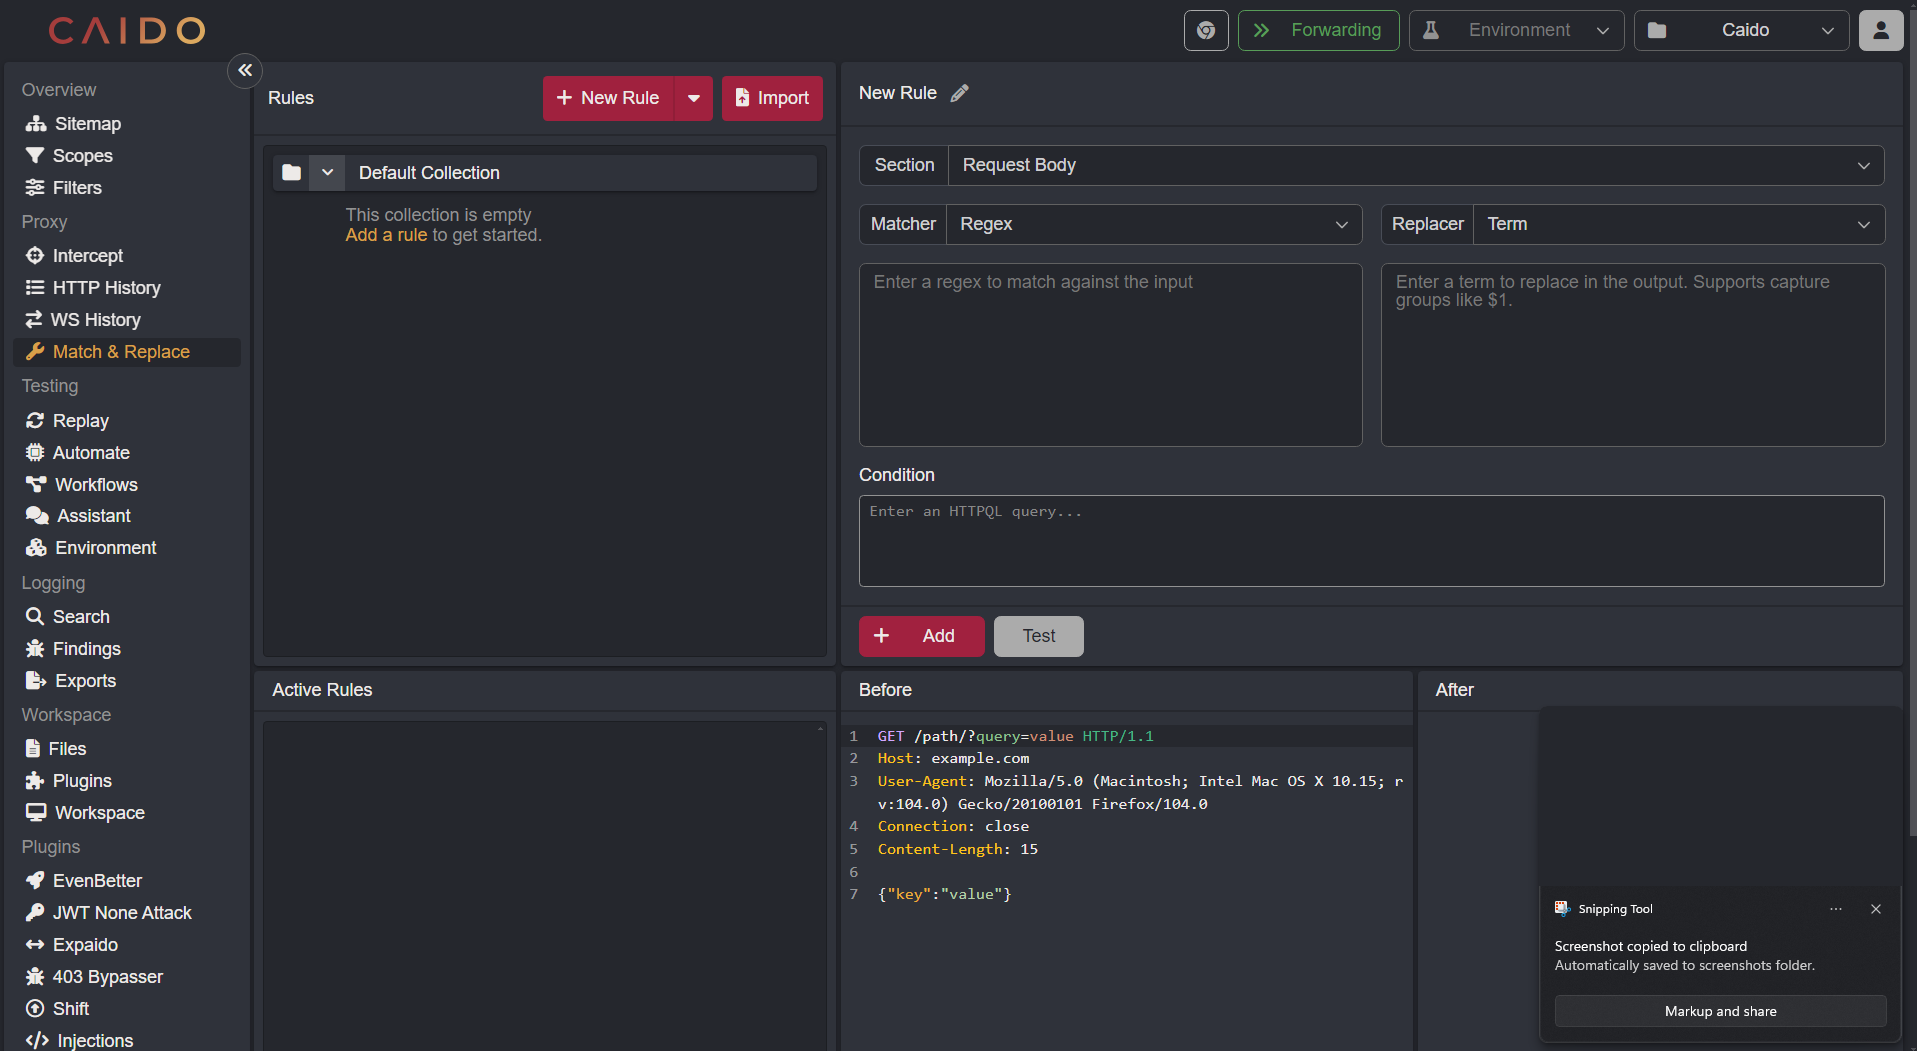 CAIDO
Forwarding
Environment
Caido
Overview
Sitemap
Scopes
Filters
Proxy
Intercept
HTTP History
WS History
Match & Replace
Testing
Replay
Automate
Workflows
Assistant
Environment
Logging
Search
Findings
Exports
Workspace
Files
Plugins
Workspace
Plugins
EvenBetter
JWT None Attack
Expaido
403 Bypasser
Shift
Injections
Rules
New Rule
Import
Default Collection
This collection is empty
Add a rule to get started.
New Rule
Section Request Body
Matcher Regex
Replacer Term
Enter a regex to match against the input
Enter a term to replace in the output. Supports capture
groups like $1.
Condition
Enter an HTTPQL query...
Add
Test
Active Rules
Before
1 GET /path/?query=value HTTP/1.1
2 Host: example.com
3 User-Agent: Mozilla/5.0 (Macintosh; Intel Mac OS X 10.15; r
v:104.0) Gecko/20100101 Firefox/104.0
4 Connection: close
5 Content-Length: 15
6
7 {"key":"value"}
After
Snipping Tool
Screenshot copied to clipboard
Automatically saved to screenshots folder.
Markup and share